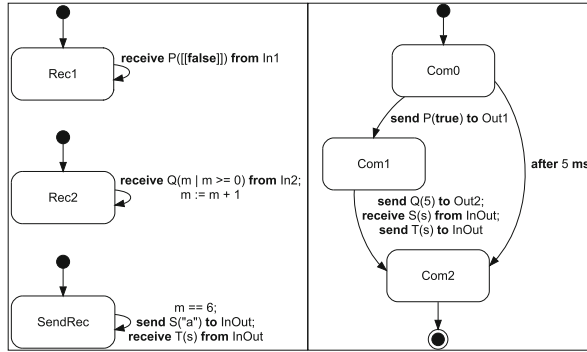 Rec1
receive P([[false]]) from In1
Rec2
receive Q(m | m >= 0) from In2;
m := m + 1
SendRec
m == 6;
send S("a") to InOut;
receive T(s) from InOut
Com0
send P(true) to Out1
Com1
after 5 ms
send Q(5) to Out2;
receive S(s) from InOut;
send T(s) to InOut
Com2